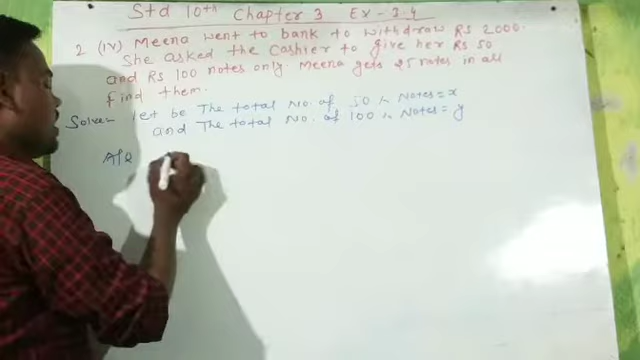 Std 10th Chapter 3 Ex - 3.4
2 (IV) Meena went to bank to withdraw RS 2000.
She asked the Cashier to give her RS 50
and RS 100 notes only. Meena gets 25 notes in all
find them.
Solve:- let be The total No. of 50 in Notes = x
and The total No. of 100 in Notes = y
A/Q